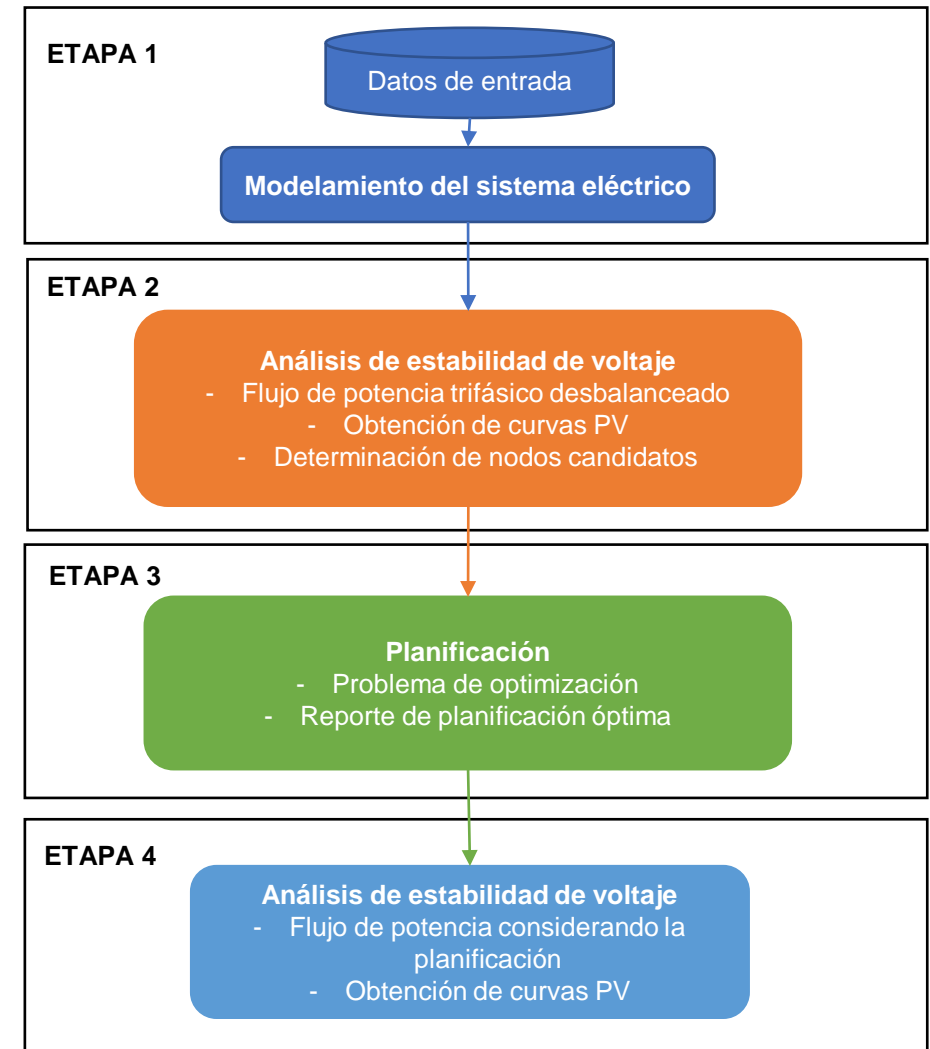 ETAPA 1
Datos de entrada
Modelamiento del sistema eléctrico
ETAPA 2
Análisis de estabilidad de voltaje
- Flujo de potencia trifásico desbalanceado
- Obtención de curvas PV
- Determinación de nodos candidatos
ETAPA 3
Planificación
- Problema de optimización
- Reporte de planificación óptima
ETAPA 4
Análisis de estabilidad de voltaje
- Flujo de potencia considerando la
planificación
- Obtención de curvas PV